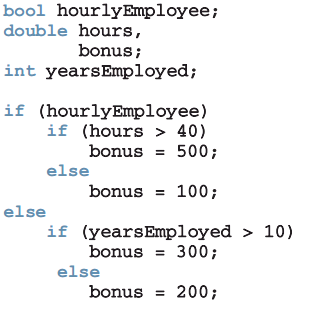 bool hourlyEmployee;
double hours,
       bonus;
int yearsEmployed;

if (hourlyEmployee)
    if (hours > 40)
        bonus = 500;
    else
        bonus = 100;
else
    if (yearsEmployed > 10)
        bonus = 300;
     else
        bonus = 200;